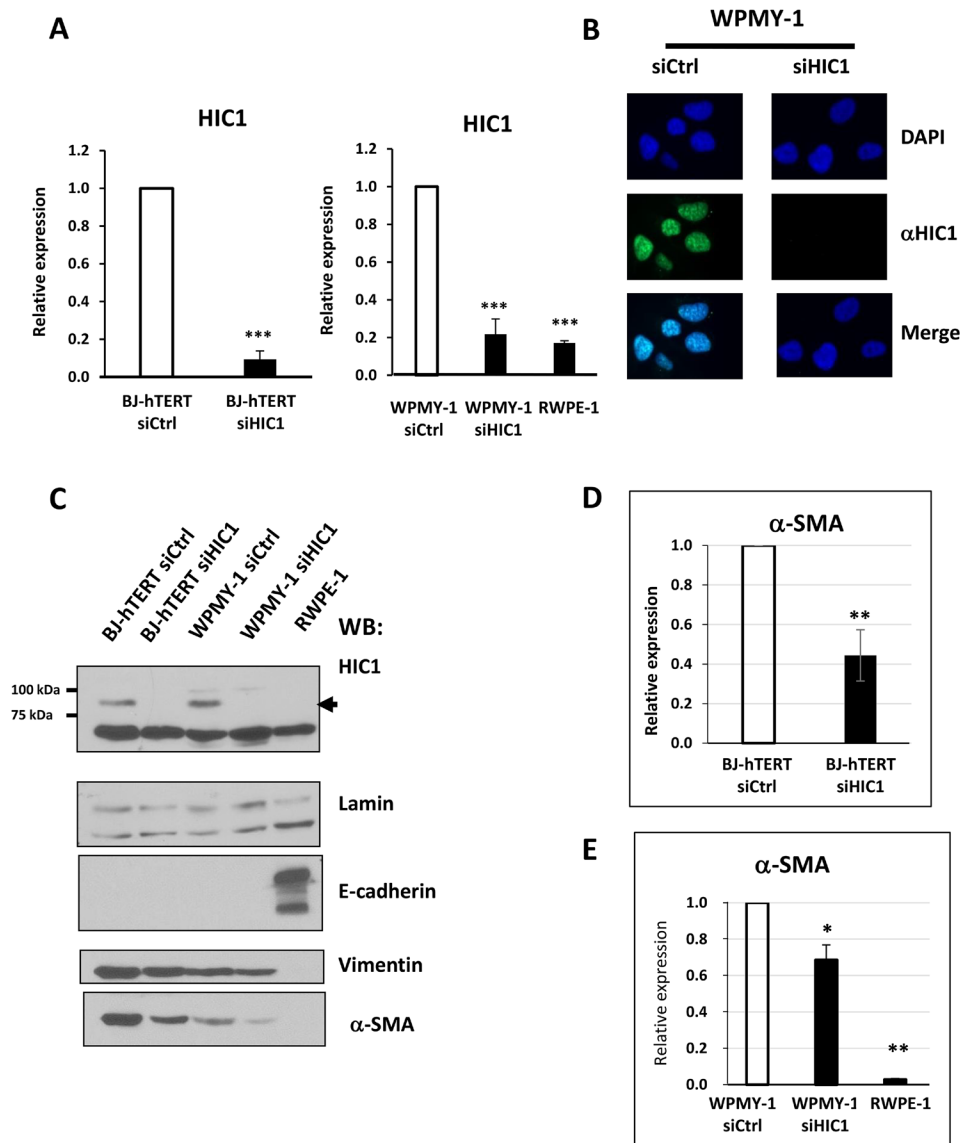 A
HIC1
Relative expression
1.2
1.0
0.8
0.6
0.4
0.2
0.0
***
BJ-hTERT
siCtrl
BJ-hTERT
siHIC1
HIC1
Relative expression
1.2
1.0
0.8
0.6
0.4
0.2
0.0
***
***
WPMY-1
siCtrl
WPMY-1
siHIC1
RWPE-1
B
WPMY-1
siCtrl
siHIC1
DAPI
αHIC1
Merge
C
BJ-hTERT siCtrl
BJ-hTERT siHIC1
WPMY-1 siCtrl
WPMY-1 siHIC1
RWPE-1
WB:
HIC1
100 kDa
75 kDa
Lamin
E-cadherin
Vimentin
α-SMA
D
α-SMA
Relative expression
1.0
0.8
0.6
0.4
0.2
0.0
**
BJ-hTERT
siCtrl
BJ-hTERT
siHIC1
E
α-SMA
Relative expression
1.0
0.8
0.6
0.4
0.2
0.0
*
**
WPMY-1
siCtrl
WPMY-1
siHIC1
RWPE-1